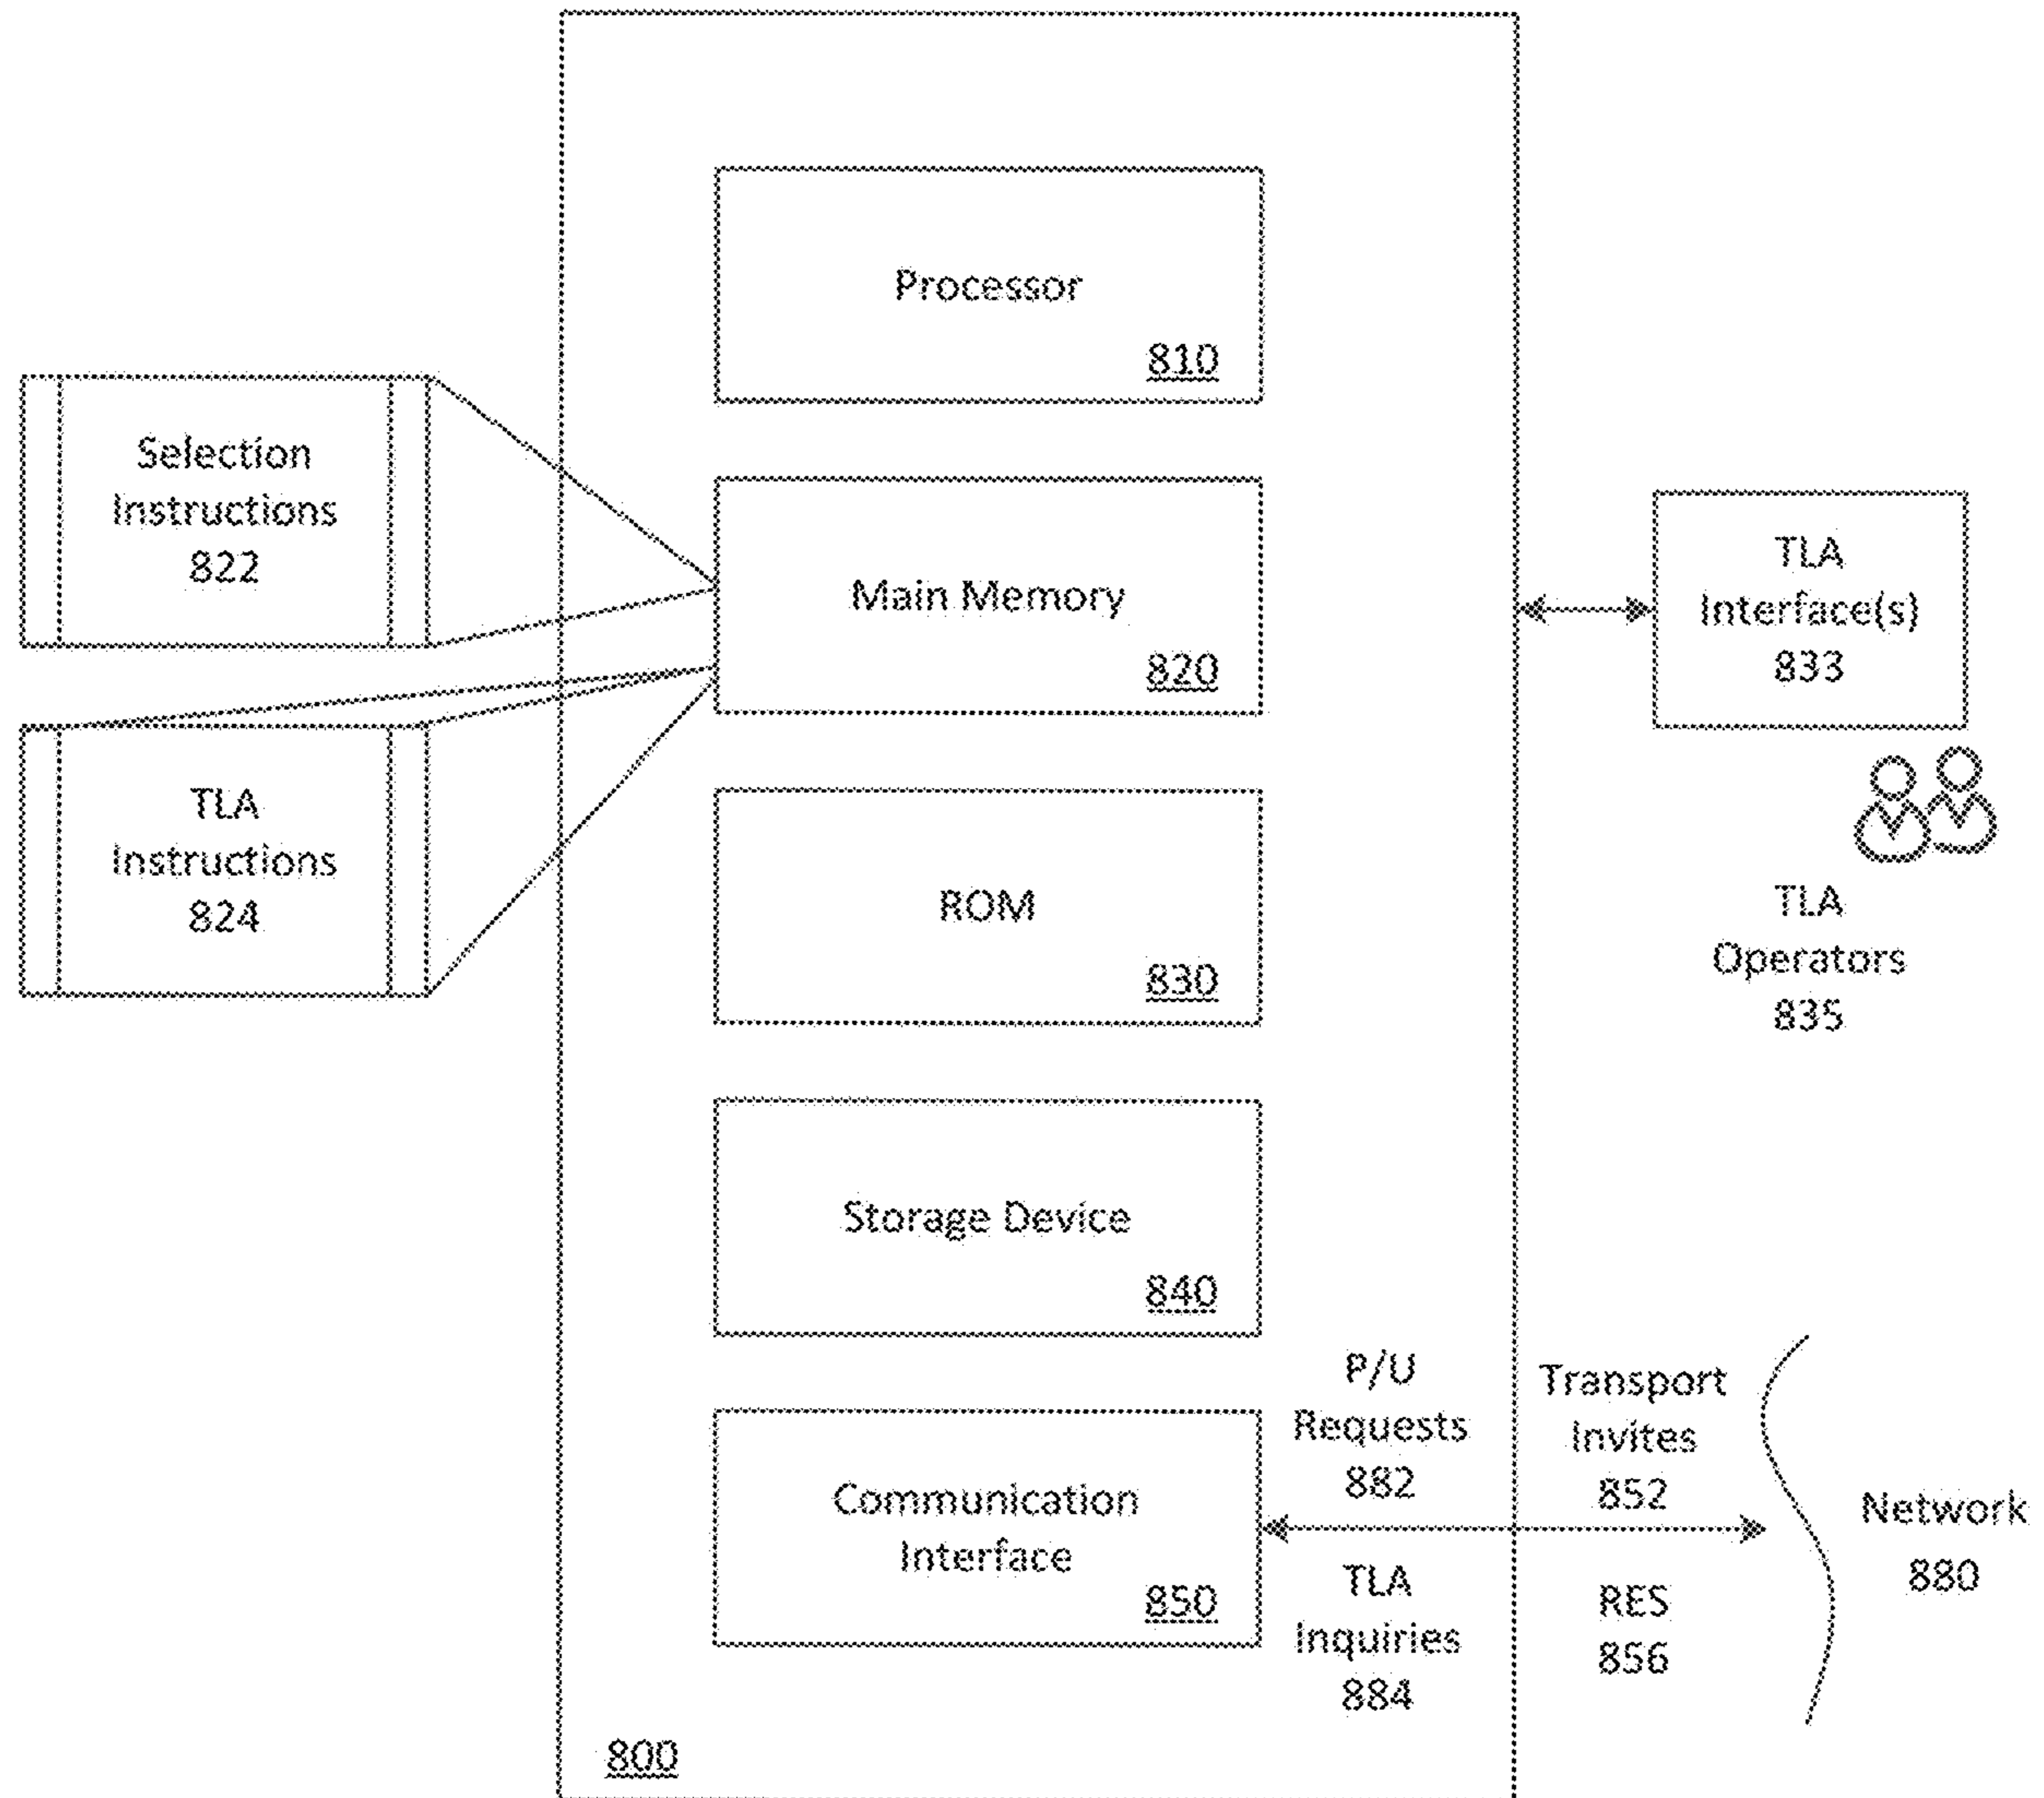 Processor
810
Selection
Instructions
822
Main Memory
820
TLA
Interface(s)
833
TLA
Instructions
824
ROM
830
TLA
Operators
835
Storage Device
840
P/U
Requests
882
Transport
Invites
852
Communication
Interface
850
Network
880
TLA
Inquiries
884
RES
856
800